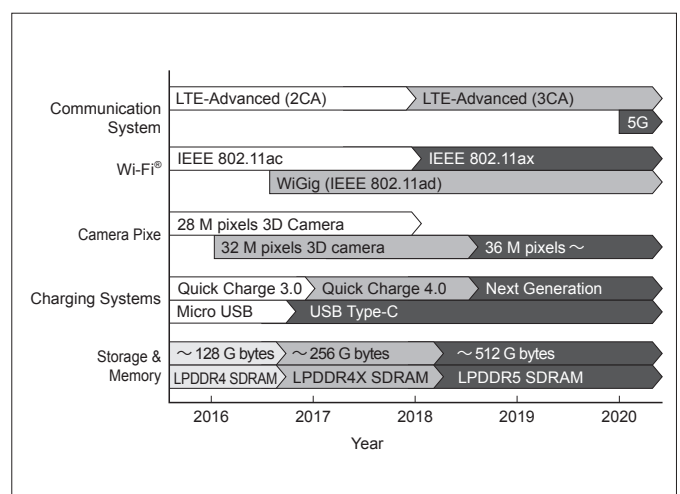 Communication
System
LTE-Advanced (2CA)
LTE-Advanced (3CA)
5G
Wi-Fi®
IEEE 802.11ac
IEEE 802.11ax
WiGig (IEEE 802.11ad)
Camera Pixe
28 M pixels 3D Camera
32 M pixels 3D camera
36 M pixels ～
Charging Systems
Quick Charge 3.0
Quick Charge 4.0
Next Generation
Micro USB
USB Type-C
Storage &
Memory
～ 128 G bytes
～ 256 G bytes
～ 512 G bytes
LPDDR4 SDRAM
LPDDR4X SDRAM
LPDDR5 SDRAM
2016 2017 2018 2019 2020
Year